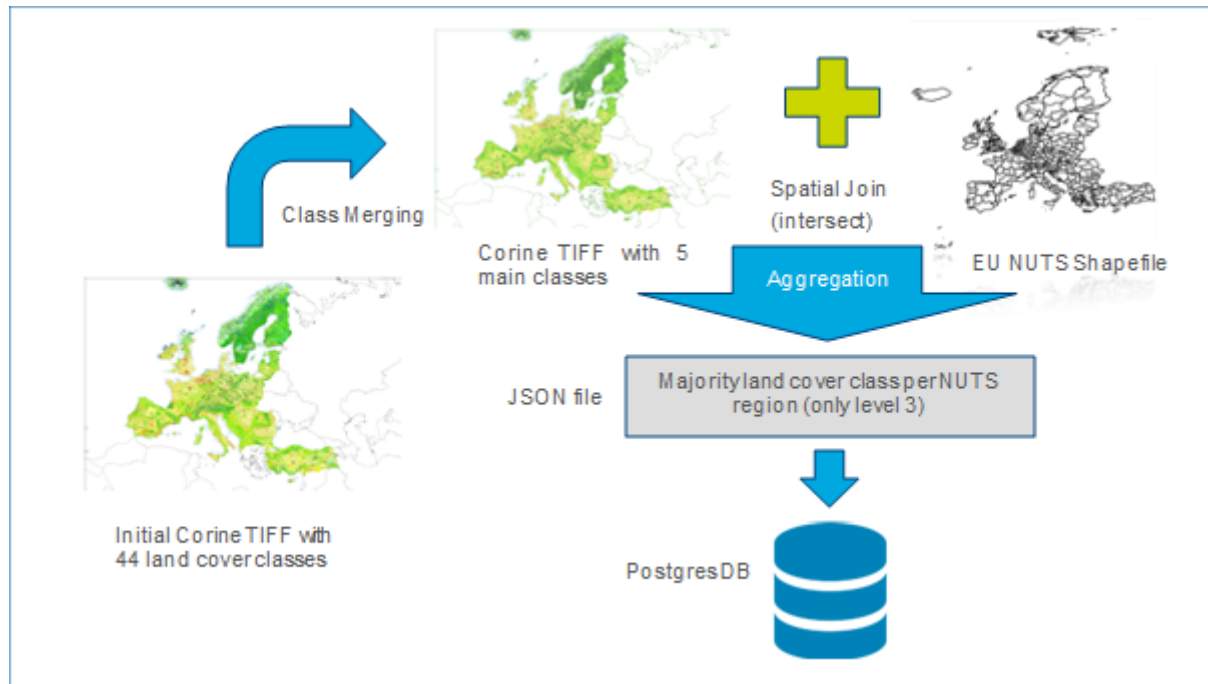 Class Merging
Spatial Join
(intersect)
Corine TIFF with 5
main classes
EU NUTS Shapefile
Aggregation
JSON file
Majority land cover class per NUTS
region (only level 3)
Initial Corine TIFF with
44 land cover classes
PostgresDB